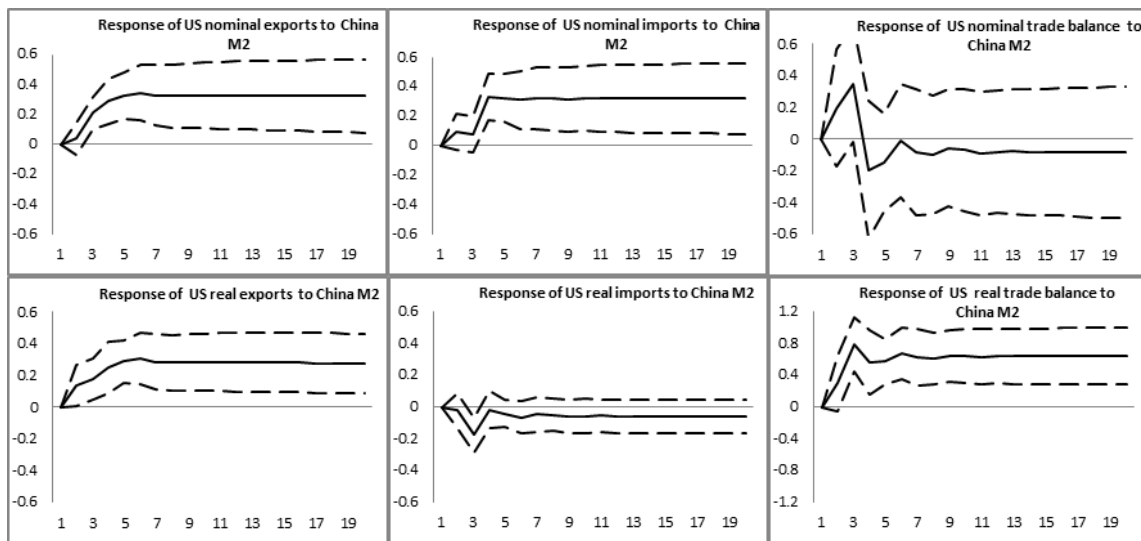 Response of US nominal exports to China
M2
0.6
0.4
0.2
0
-0.2
-0.4
-0.6
1 3 5 7 9 11 13 15 17 19
Response of US nominal imports to China
M2
0.6
0.4
0.2
0
-0.2
-0.4
-0.6
1 3 5 7 9 11 13 15 17 19
Response of US nominal trade balance to
China M2
0.6
0.4
0.2
0
-0.2
-0.4
-0.6
1 3 5 7 9 11 13 15 17 19
Response of US real exports to China M2
0.6
0.4
0.2
0
-0.2
-0.4
-0.6
1 3 5 7 9 11 13 15 17 19
Response of US real imports to China M2
0.6
0.4
0.2
0
-0.2
-0.4
-0.6
1 3 5 7 9 11 13 15 17 19
Response of US real trade balance to
China M2
1.2
0.8
0.4
0
-0.4
-0.8
-1.2
1 3 5 7 9 11 13 15 17 19